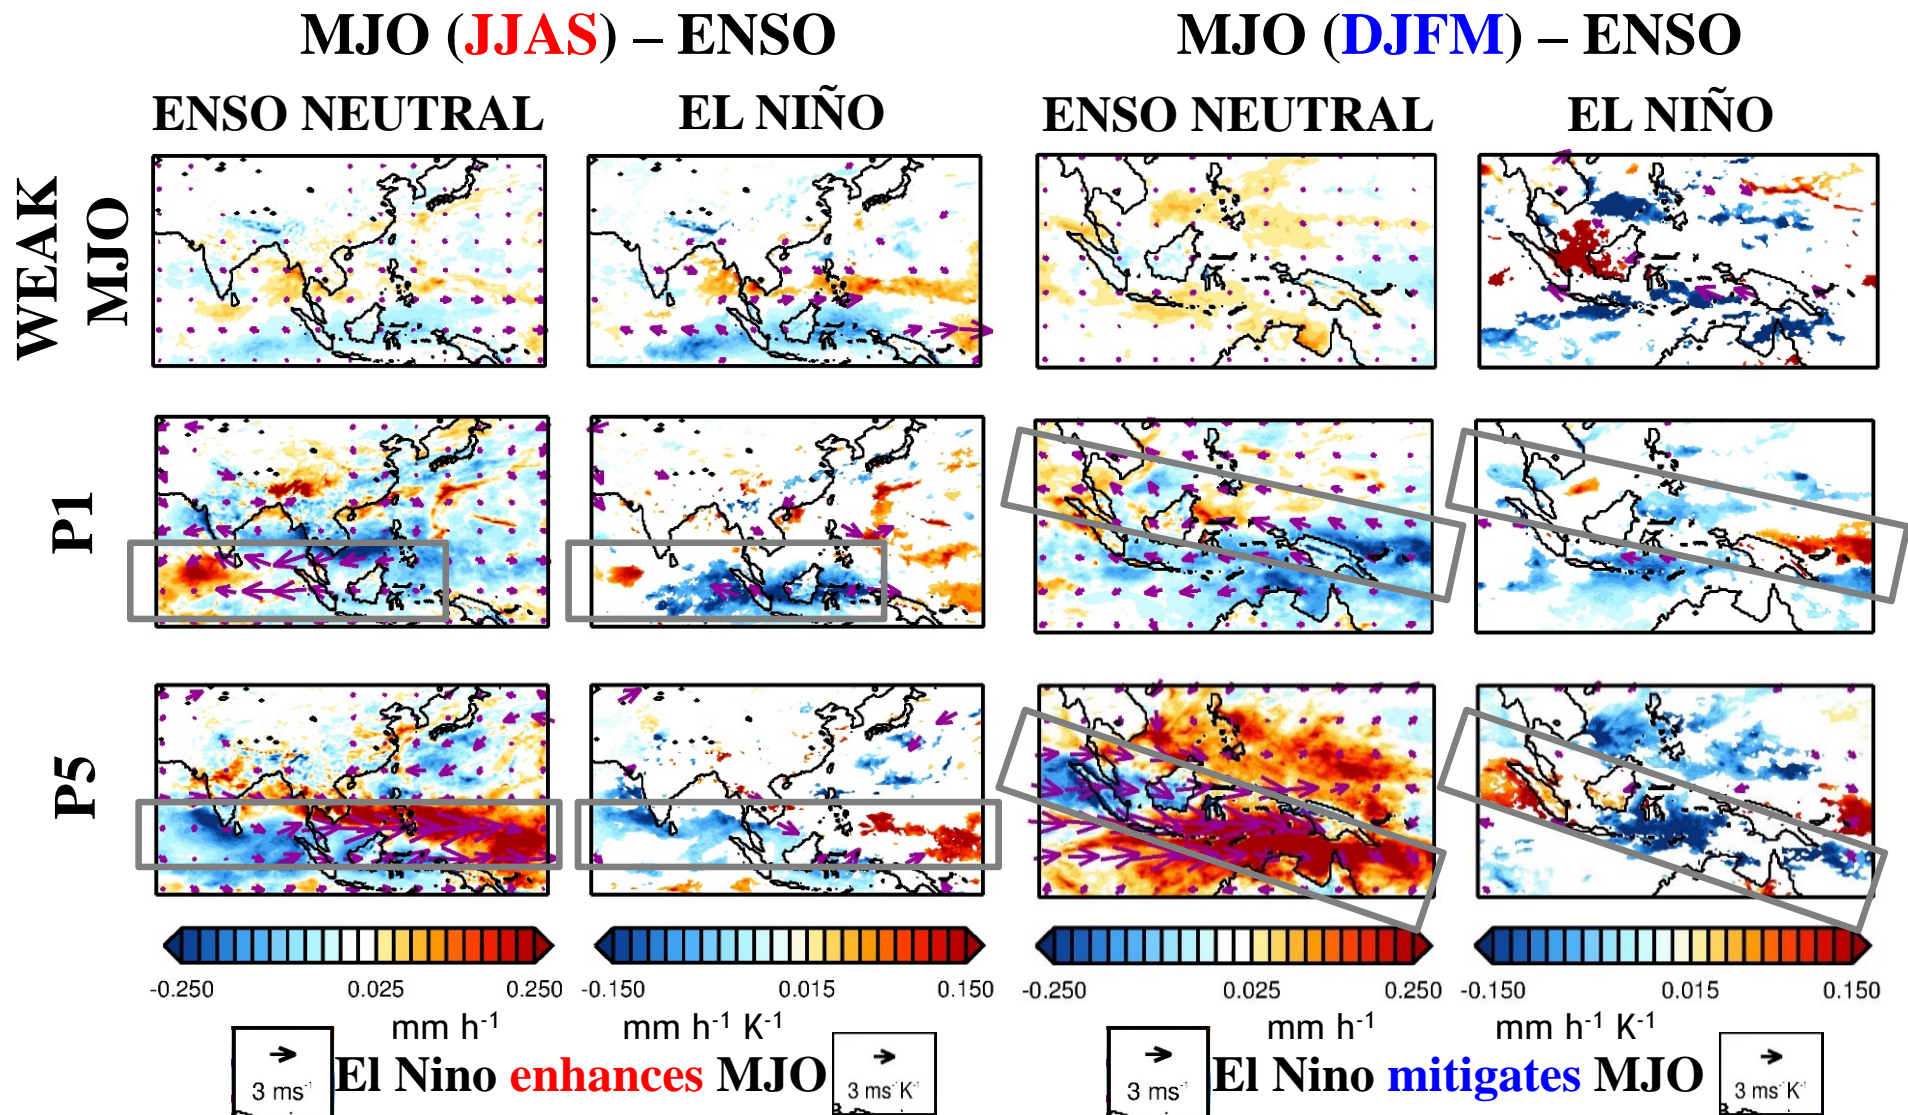 MJO (JJAS) – ENSO
MJO (DJFM) – ENSO
ENSO NEUTRAL
EL NIÑO
ENSO NEUTRAL
EL NIÑO
WEAK
MJO
P1
P5
-0.250 0.025 0.250
-0.150 0.015 0.150
-0.250 0.025 0.250
-0.150 0.015 0.150
mm h⁻¹
mm h⁻¹ K⁻¹
mm h⁻¹
mm h⁻¹ K⁻¹
3 ms⁻¹
El Nino enhances MJO
3 ms⁻¹K⁻¹
3 ms⁻¹
El Nino mitigates MJO
3 ms⁻¹K⁻¹